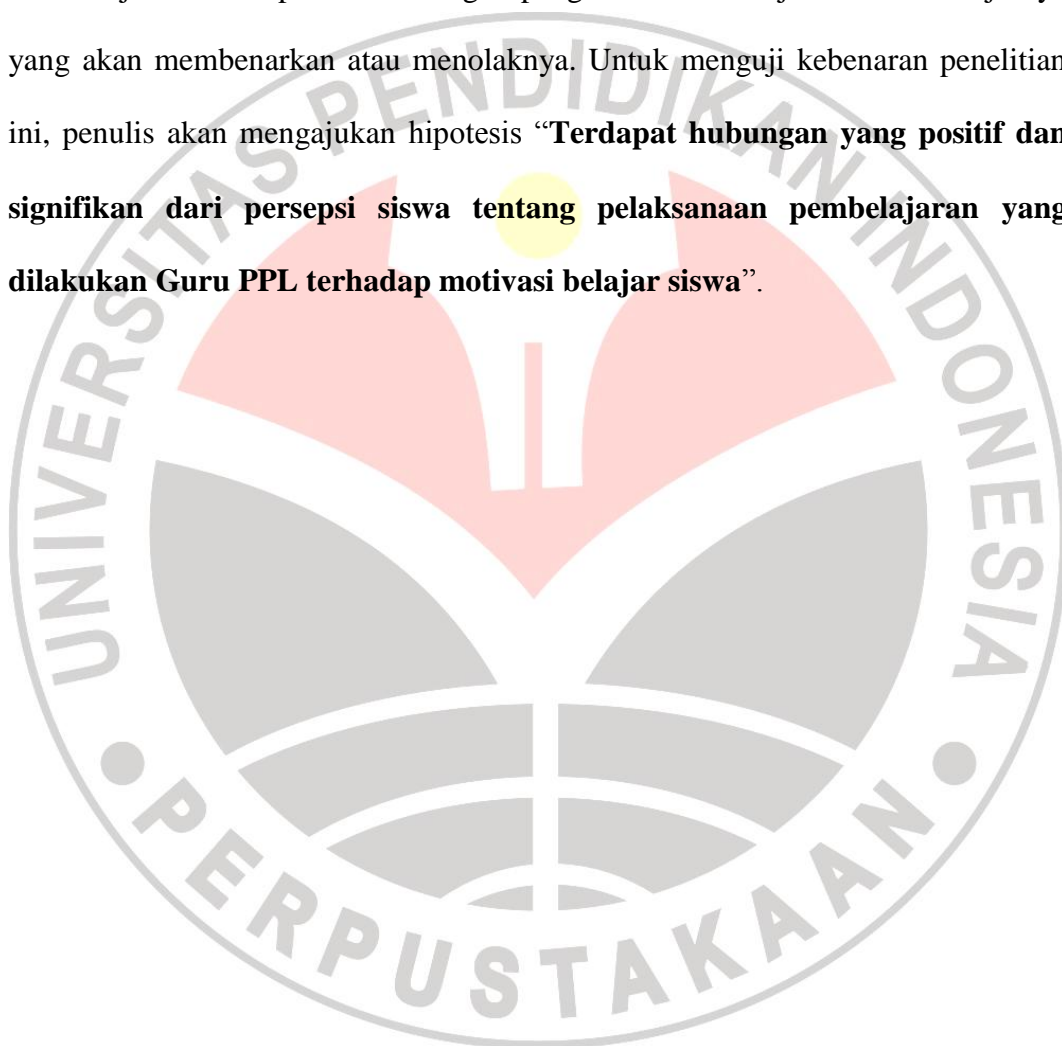 yang akan membenarkan atau menolaknya. Untuk menguji kebenaran penelitian
ini, penulis akan mengajukan hipotesis “Terdapat hubungan yang positif dan
signifikan dari persepsi siswa tentang pelaksanaan pembelajaran yang
dilakukan Guru PPL terhadap motivasi belajar siswa”.
UNIVERSITAS PENDIDIKAN INDONESIA
PERPUSTAKAAN